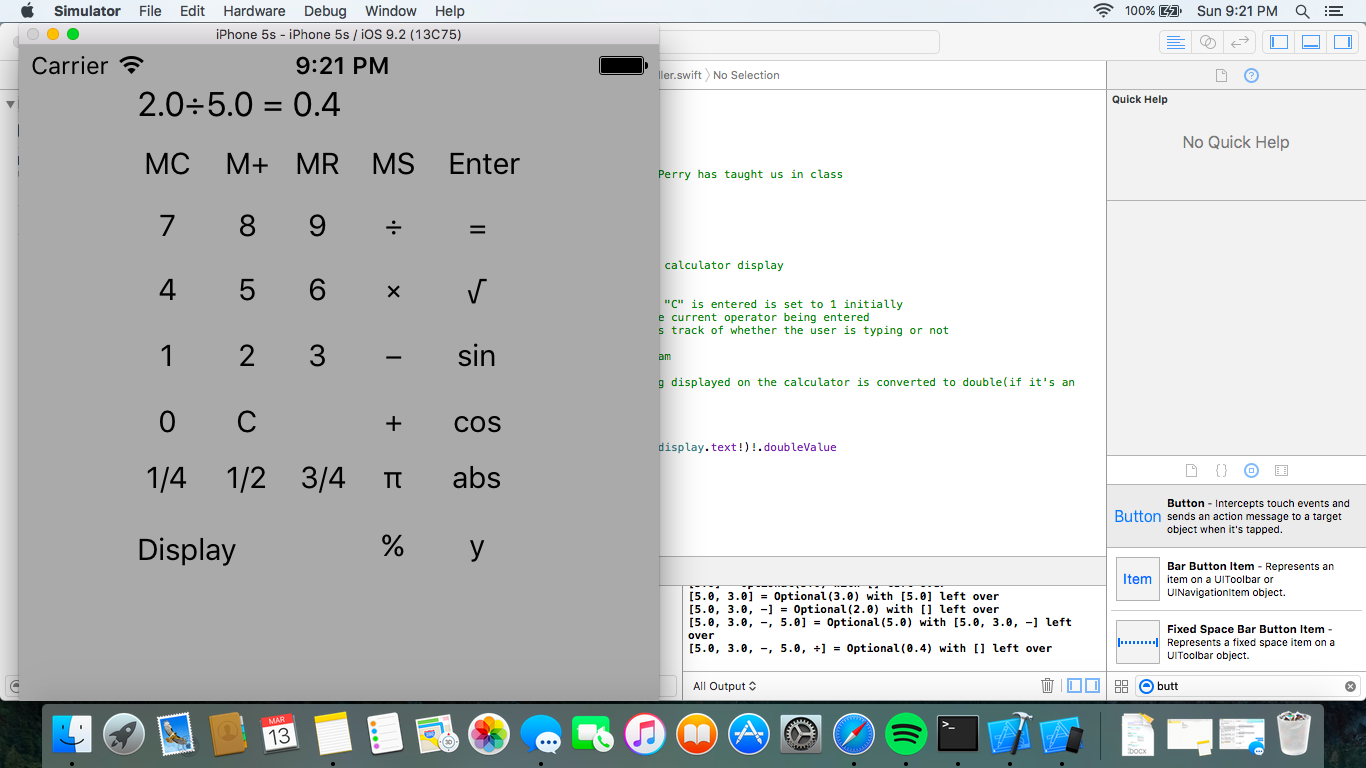 Simulator File Edit Hardware Debug Window Help 100% Sun 9:21 PM
iPhone 5s - iPhone 5s / iOS 9.2 (13C75)
Carrier 9:21 PM
2.0÷5.0 = 0.4
MC M+ MR MS Enter
7 8 9 ÷ =
4 5 6 × √
1 2 3 − sin
0 C + cos
1/4 1/2 3/4 π abs
Display % y
ller.swift 〉No Selection
Perry has taught us in class
calculator display
"C" is entered is set to 1 initially
e current operator being entered
s track of whether the user is typing or not
am
g displayed on the calculator is converted to double(if it's an
display.text!)!.doubleValue
[5.0, 3.0] = Optional(3.0) with [5.0] left over
[5.0, 3.0, −] = Optional(2.0) with [] left over
[5.0, 3.0, −, 5.0] = Optional(5.0) with [5.0, 3.0, −] left
over
[5.0, 3.0, −, 5.0, ÷] = Optional(0.4) with [] left over
All Output
Quick Help
No Quick Help
{}
Button
Button - Intercepts touch events and
sends an action message to a target
object when it's tapped.
Item
Bar Button Item - Represents an
item on a UIToolbar or
UINavigationItem object.
Fixed Space Bar Button Item -
Represents a fixed space item on a
UIToolbar object.
butt
MAR
13
3D
>_
.docx